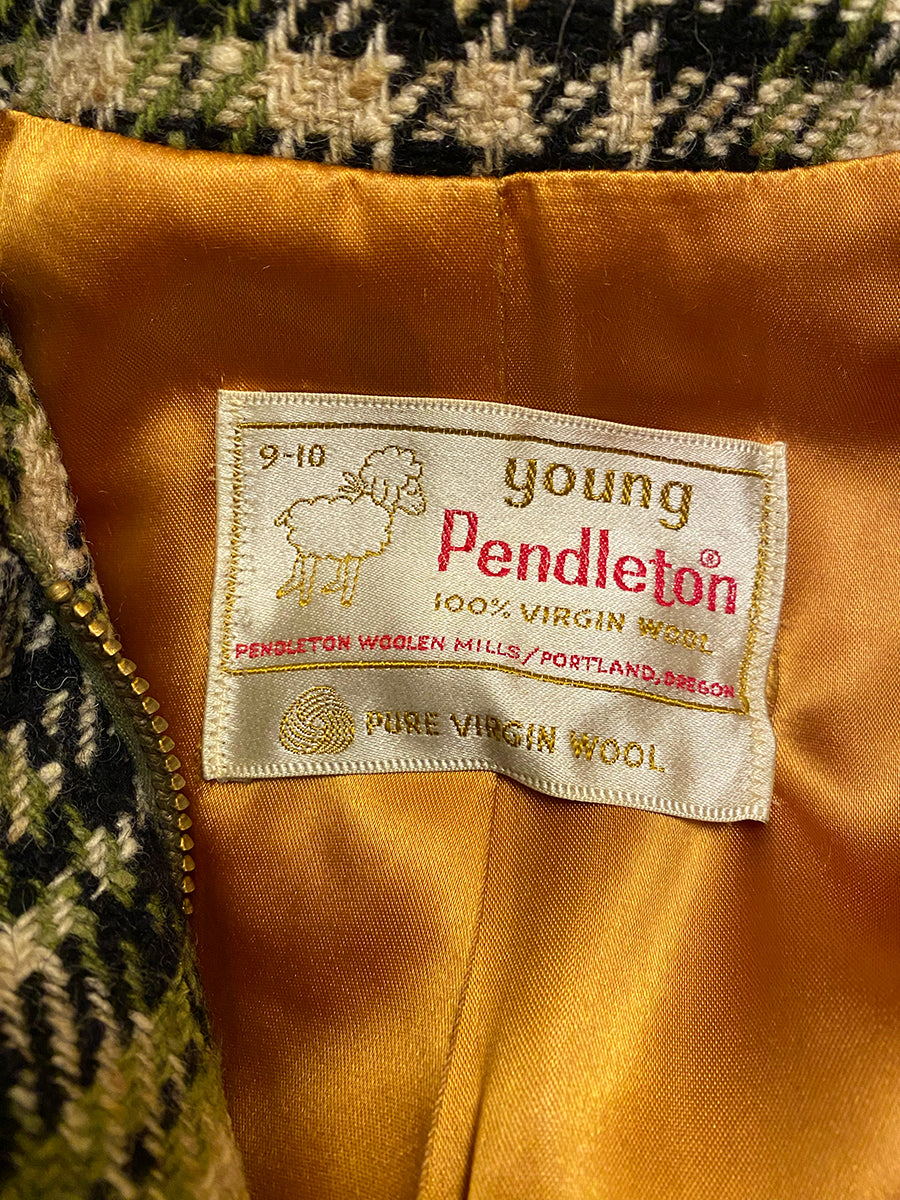 9-10
young
Pendleton®
100% VIRGIN WOOL
PENDLETON WOOLEN MILLS/PORTLAND, OREGON
PURE VIRGIN WOOL